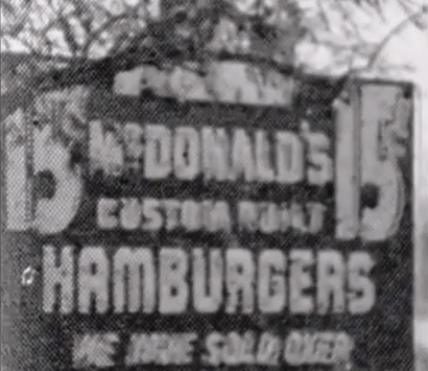 15¢ McDONALD'S 15¢
CUSTOM BUILT
HAMBURGERS
WE HAVE SOLD OVER